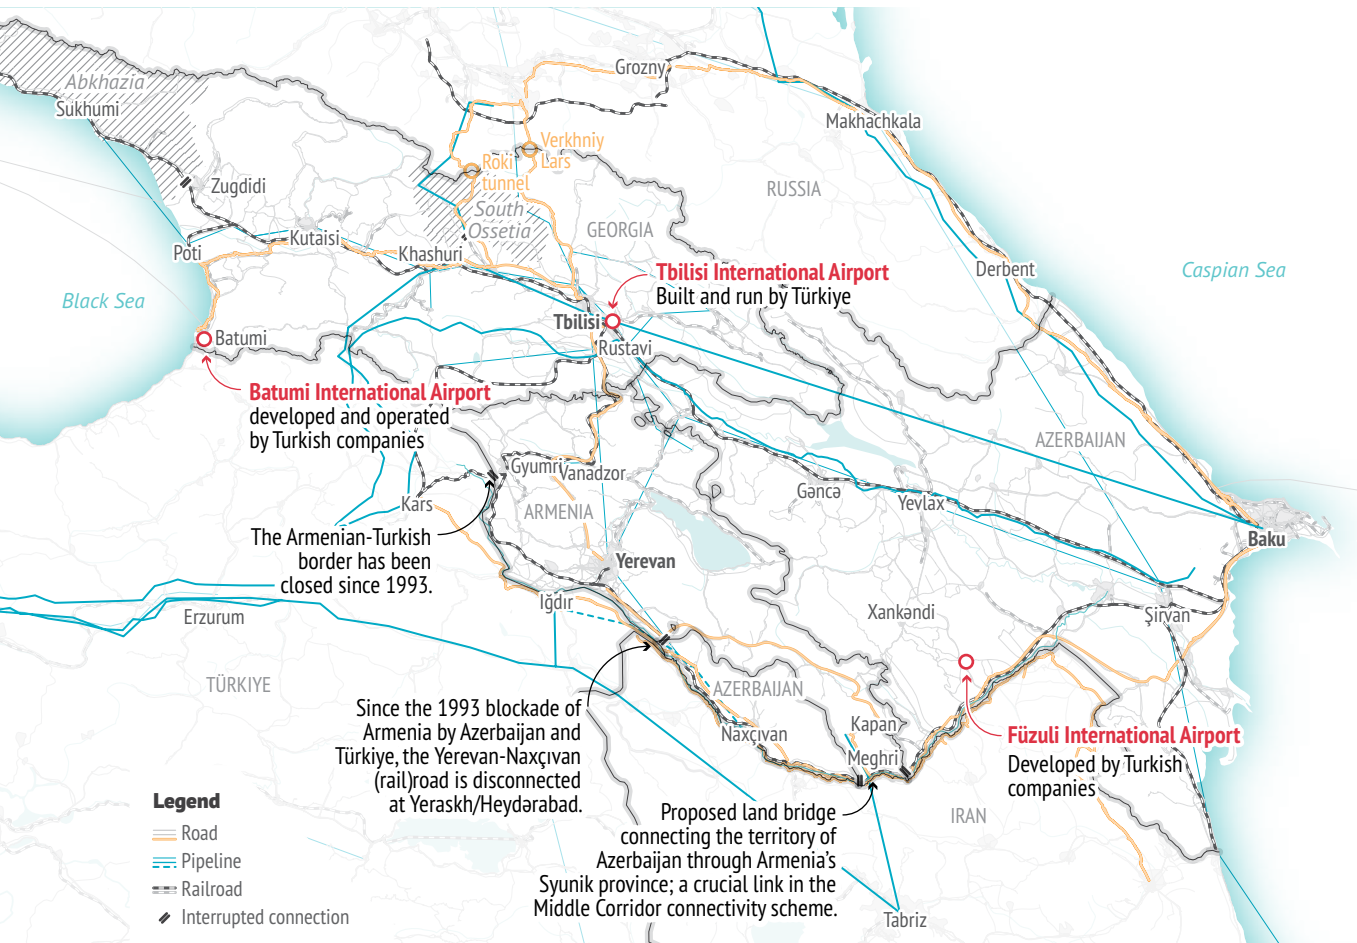 Abkhazia
Sukhumi
Grozny
Makhachkala
Verkhniy
Lars
Roki
tunnel
Zugdidi
RUSSIA
South
Ossetia
GEORGIA
Poti
Kutaisi
Khashuri
Derbent
Caspian Sea
Black Sea
Tbilisi International Airport
Built and run by Türkiye
Tbilisi
Batumi
Rustavi
Batumi International Airport
developed and operated
by Turkish companies
AZERBAIJAN
Gyumri
Vanadzor
Kars
Gəncə
Yevlax
ARMENIA
The Armenian-Turkish
border has been
closed since 1993.
Yerevan
Baku
Iğdır
Erzurum
Xankəndi
Şirvan
TÜRKIYE
AZERBAIJAN
Since the 1993 blockade of
Armenia by Azerbaijan and
Türkiye, the Yerevan-Naxçıvan
(rail)road is disconnected
at Yeraskh/Heydərabad.
Naxçıvan
Kapan
Meghri
Füzuli International Airport
Developed by Turkish
companies
IRAN
Proposed land bridge
connecting the territory of
Azerbaijan through Armenia’s
Syunik province; a crucial link in the
Middle Corridor connectivity scheme.
Tabriz
Legend
Road
Pipeline
Railroad
Interrupted connection